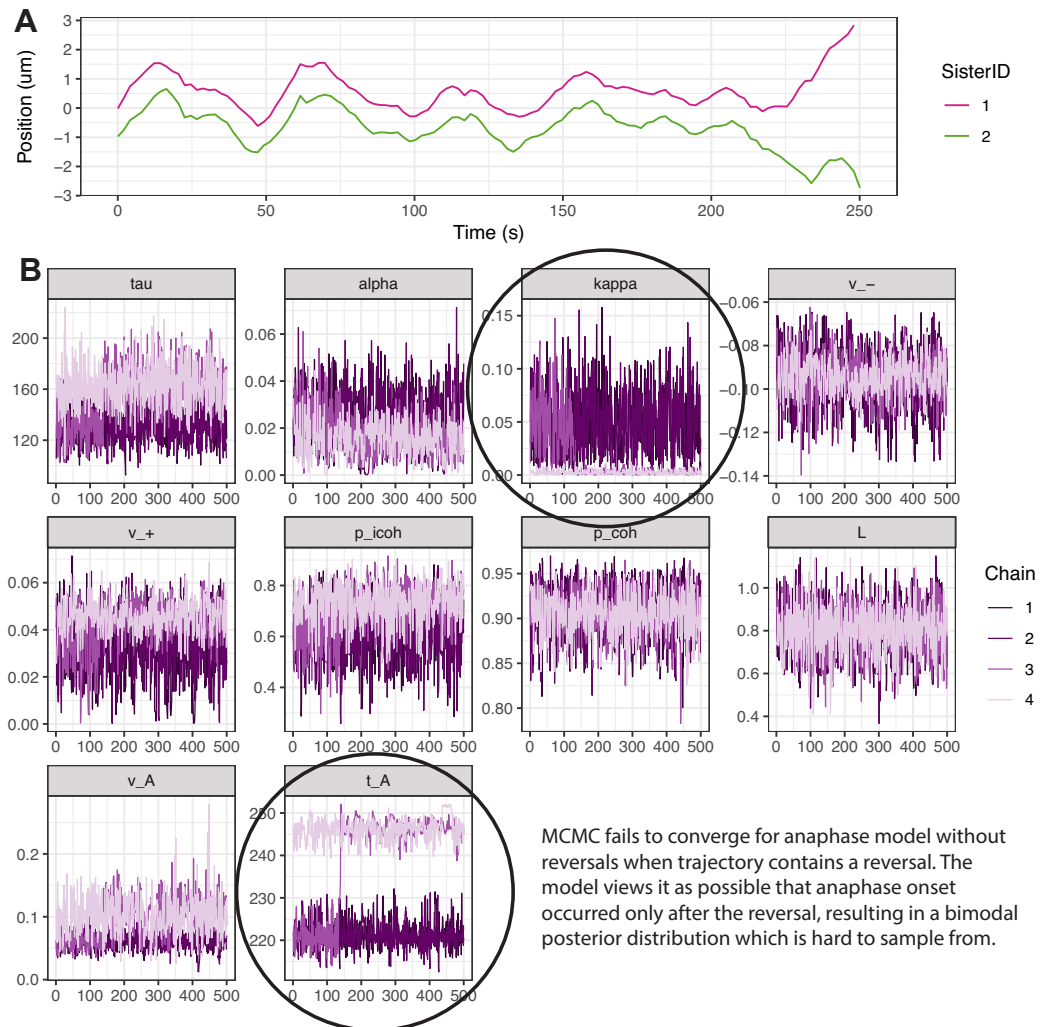 A
Position (um)
3
2
1
0
−1
−2
−3
0 50 100 150 200 250
Time (s)
SisterID
1
2
B
tau alpha kappa v_−
200
160
120
0.06
0.04
0.02
0.00
0.15
0.10
0.05
0.00
−0.06
−0.08
−0.10
−0.12
−0.14
0 100 200 300 400 500 0 100 200 300 400 500 0 100 200 300 400 500 0 100 200 300 400 500
v_+ p_icoh p_coh L
0.06
0.04
0.02
0.00
0.8
0.6
0.4
0.95
0.90
0.85
0.80
1.0
0.8
0.6
0.4
0 100 200 300 400 500 0 100 200 300 400 500 0 100 200 300 400 500 0 100 200 300 400 500
Chain
1
2
3
4
v_A t_A
0.2
0.1
0.0
250
240
230
220
0 100 200 300 400 500 0 100 200 300 400 500
MCMC fails to converge for anaphase model without
reversals when trajectory contains a reversal. The
model views it as possible that anaphase onset
occurred only after the reversal, resulting in a bimodal
posterior distribution which is hard to sample from.